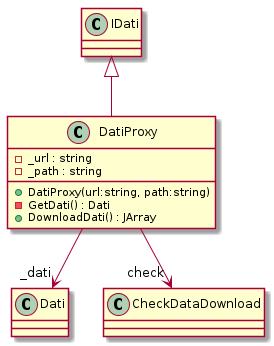 C IDati
C DatiProxy
_url : string
_path : string
DatiProxy(url:string, path:string)
GetDati() : Dati
DownloadDati() : JArray
_dati check
C Dati C CheckDataDownload